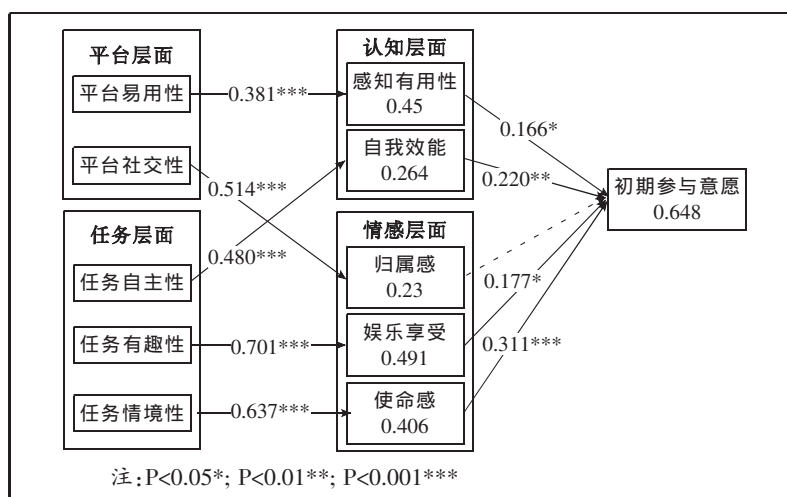 平台层面
平台易用性
平台社交性
任务层面
任务自主性
任务有趣性
任务情境性
0.381***
0.514***
0.480***
0.701***
0.637***
认知层面
感知有用性
0.45
自我效能
0.264
情感层面
归属感
0.23
娱乐享受
0.491
使命感
0.406
0.166*
0.220**
0.177*
0.311***
初期参与意愿
0.648
注:P<0.05*; P<0.01**; P<0.001***